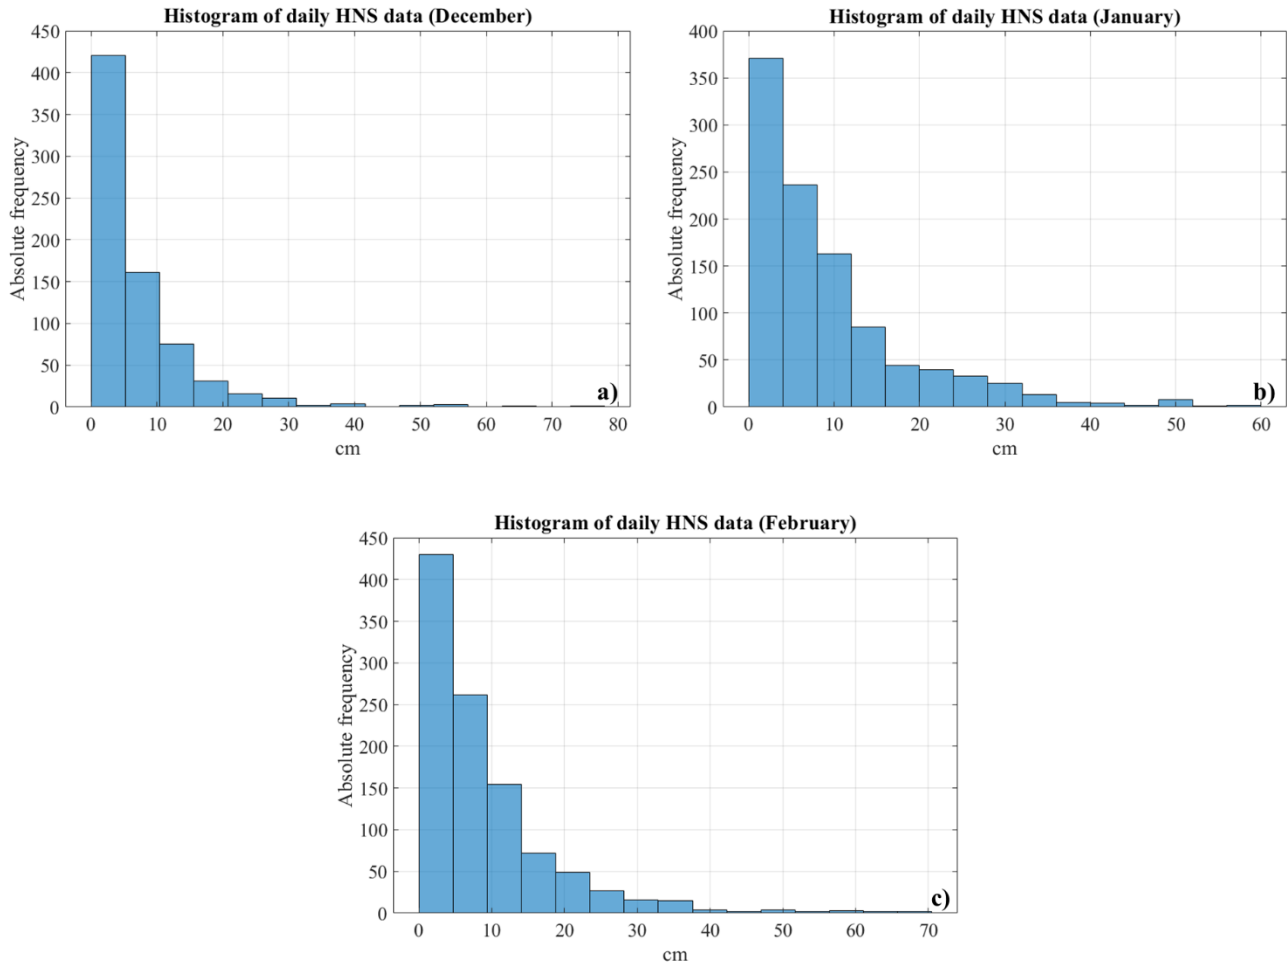 Histogram of daily HNS data (December)
450
400
350
300
250
200
150
100
50
0
Absolute frequency
0 10 20 30 40 50 60 70 80
cm
a)
Histogram of daily HNS data (January)
400
350
300
250
200
150
100
50
0
Absolute frequency
0 10 20 30 40 50 60
cm
b)
Histogram of daily HNS data (February)
450
400
350
300
250
200
150
100
50
0
Absolute frequency
0 10 20 30 40 50 60 70
cm
c)